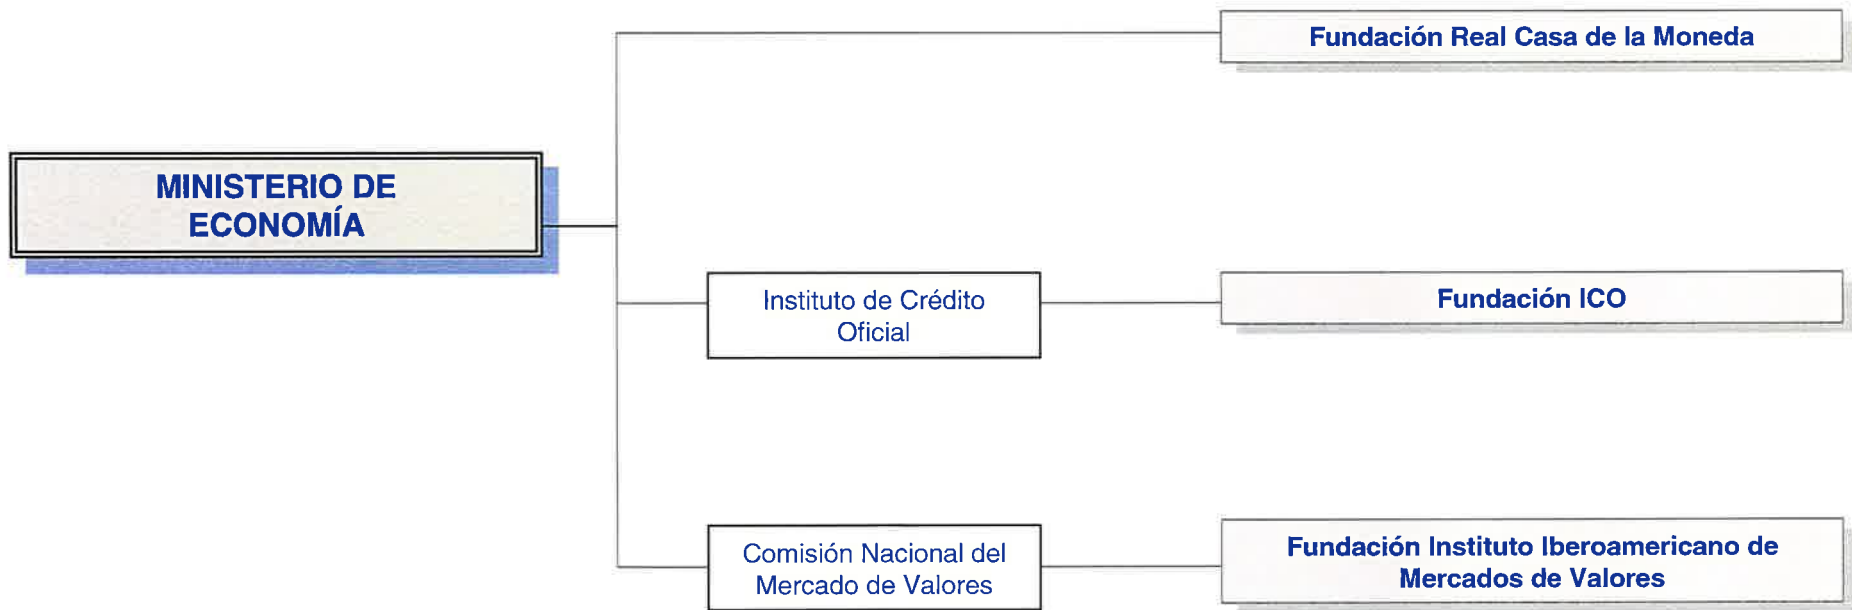 Fundación Real Casa de la Moneda
MINISTERIO DE
ECONOMÍA
Instituto de Crédito
Oficial
Fundación ICO
Comisión Nacional del
Mercado de Valores
Fundación Instituto Iberoamericano de
Mercados de Valores